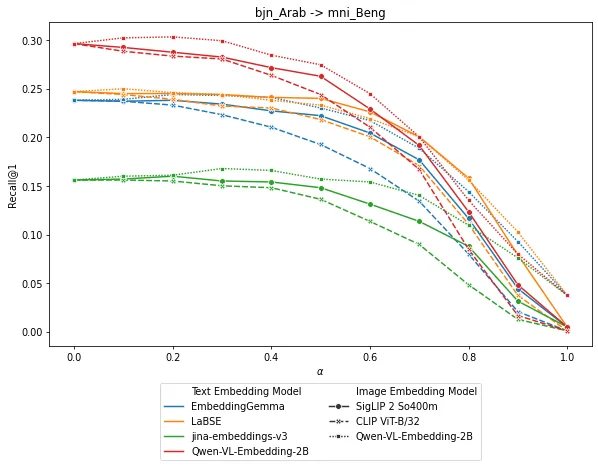 bjn_Arab -> mni_Beng
Recall@1
0.30
0.25
0.20
0.15
0.10
0.05
0.00
0.0 0.2 0.4 0.6 0.8 1.0
α
Text Embedding Model
EmbeddingGemma
LaBSE
jina-embeddings-v3
Qwen-VL-Embedding-2B
Image Embedding Model
SigLIP 2 So400m
CLIP ViT-B/32
Qwen-VL-Embedding-2B